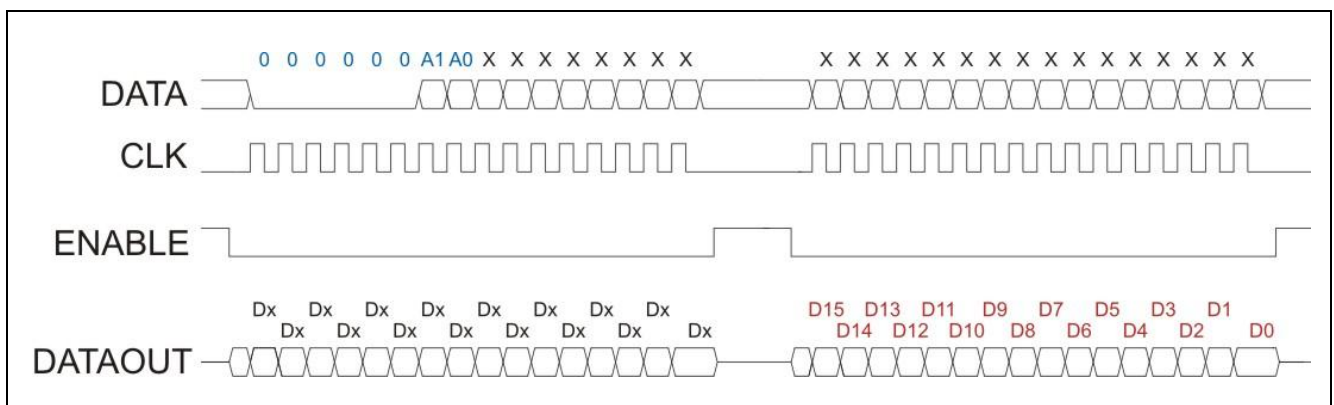 0 0 0 0 0 0 A1 A0 X X X X X X X X X X X X X X X X X X X X X X X X
DATA
CLK
ENABLE
Dx Dx Dx Dx Dx Dx Dx Dx D15 D13 D11 D9 D7 D5 D3 D1
Dx Dx Dx Dx Dx Dx Dx Dx D14 D12 D10 D8 D6 D4 D2 D0
DATAOUT